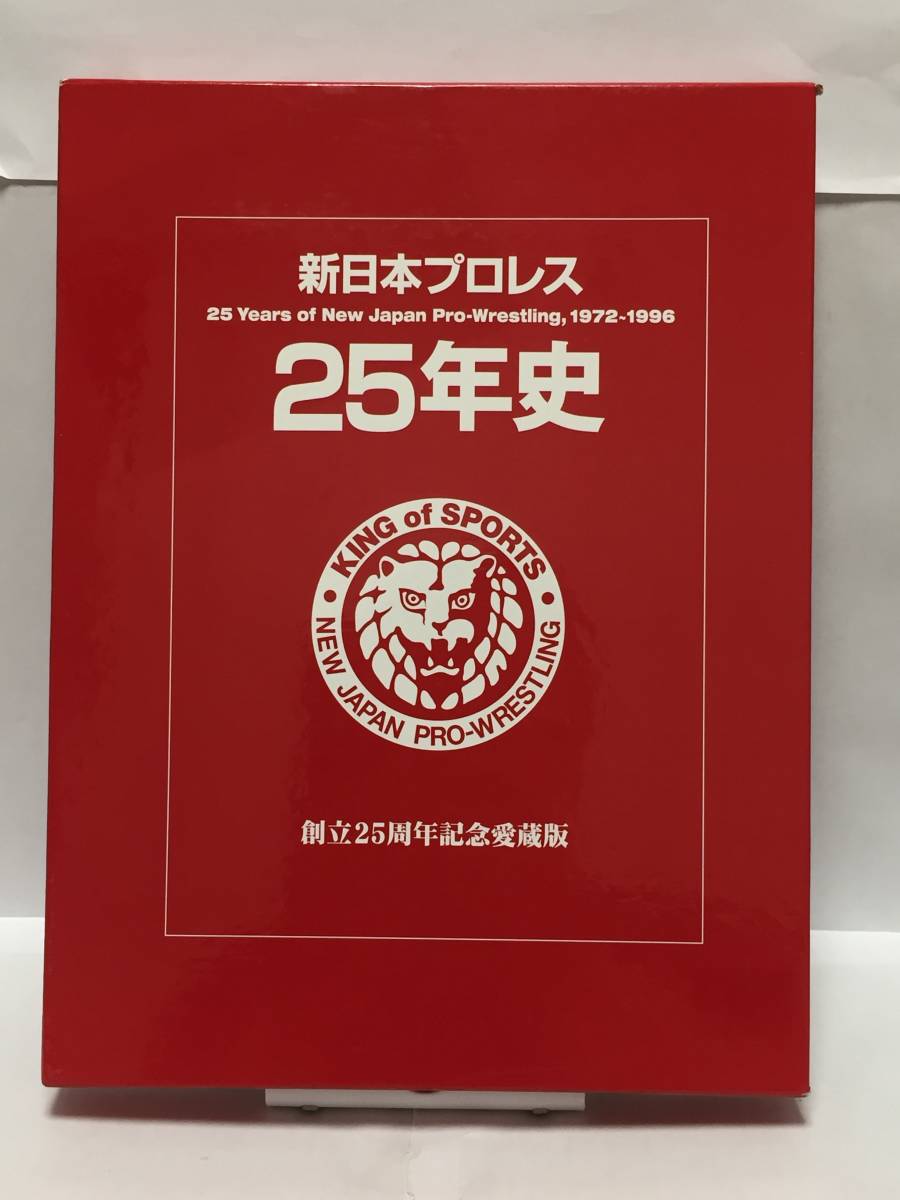 新日本プロレス
25 Years of New Japan Pro-Wrestling, 1972~1996
25年史
KING of SPORTS
NEW JAPAN PRO-WRESTLING
創立25周年記念愛蔵版